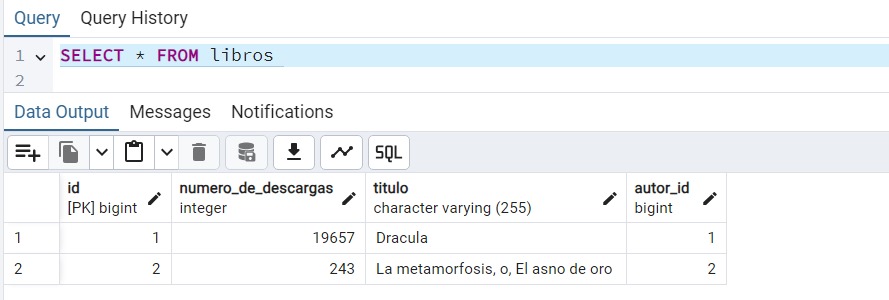 Query Query History
1 SELECT * FROM libros
2
Data Output Messages Notifications
SQL
id numero_de_descargas titulo autor_id
[PK] bigint integer character varying (255) bigint
1 1 19657 Dracula 1
2 2 243 La metamorfosis, o, El asno de oro 2